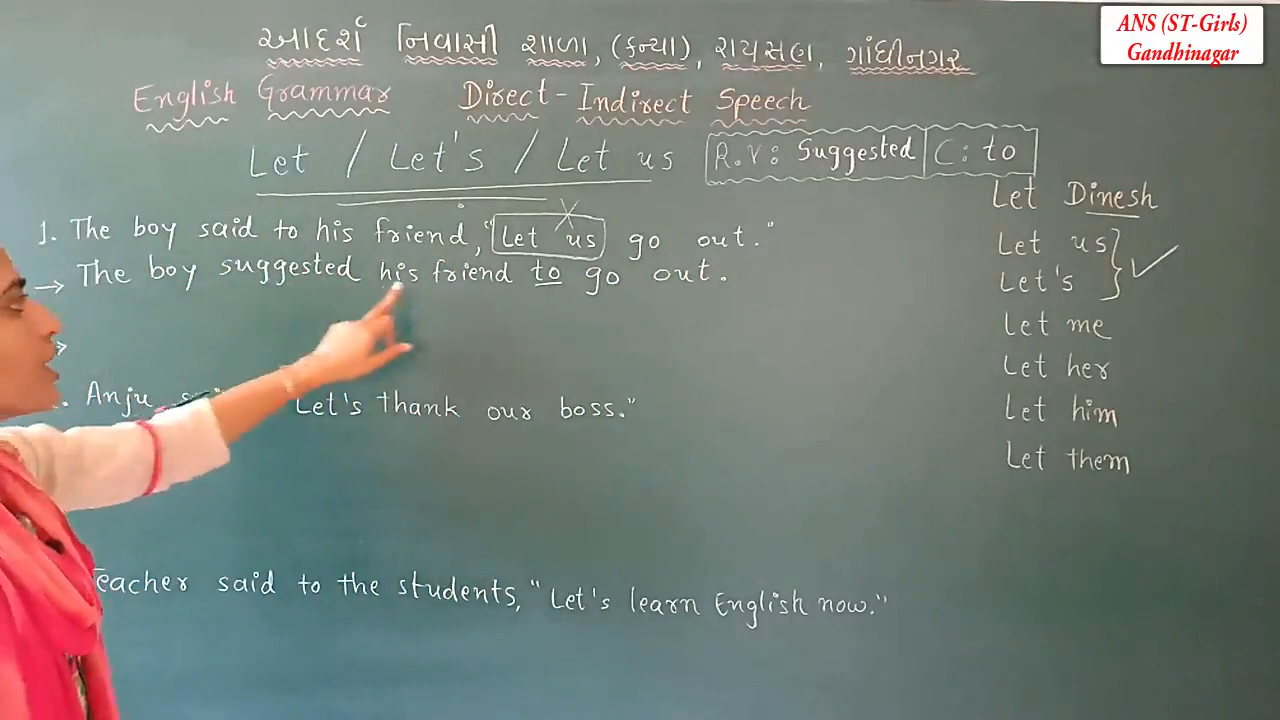 ANS (ST-Girls)
Gandhinagar
આદર્શ નિવાસી શાળા, (કન્યા), રાયસણ, ગાંધીનગર
English Grammar Direct-Indirect Speech
Let / Let's / Let us R.V: Suggested C: to
Let Dinesh
Let us
Let's
Let me
Let her
Let him
Let them
1. The boy said to his friend, "Let us go out."
→ The boy suggested his friend to go out.
Anju "Let's thank our boss."
Teacher said to the students, "Let's learn English now."